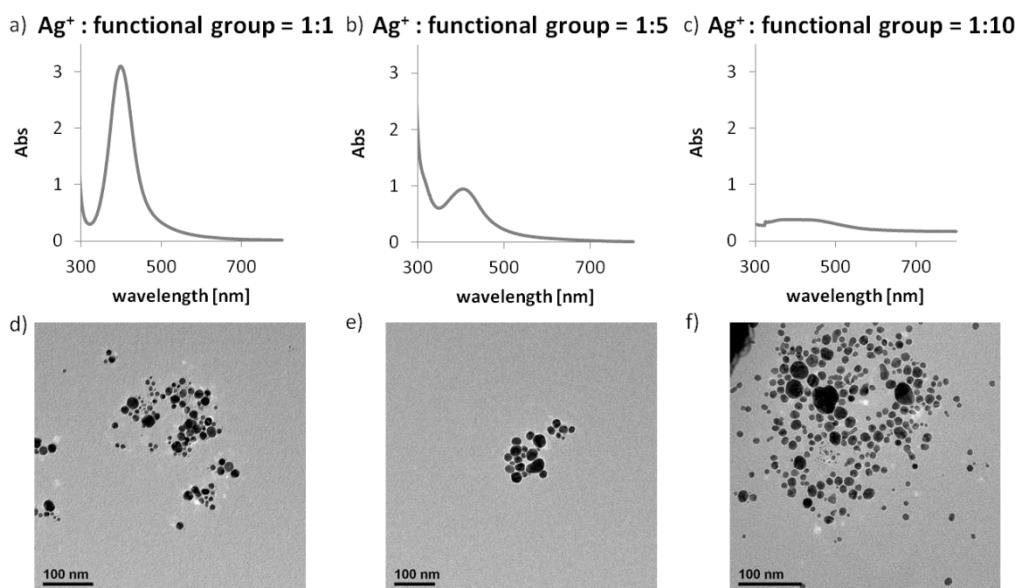 a) Ag⁺ : functional group = 1:1
b) Ag⁺ : functional group = 1:5
c) Ag⁺ : functional group = 1:10
3
2
1
0
Abs
300 500 700
wavelength [nm]
3
2
1
0
Abs
300 500 700
wavelength [nm]
3
2
1
0
Abs
300 500 700
wavelength [nm]
d)
100 nm
e)
100 nm
f)
100 nm